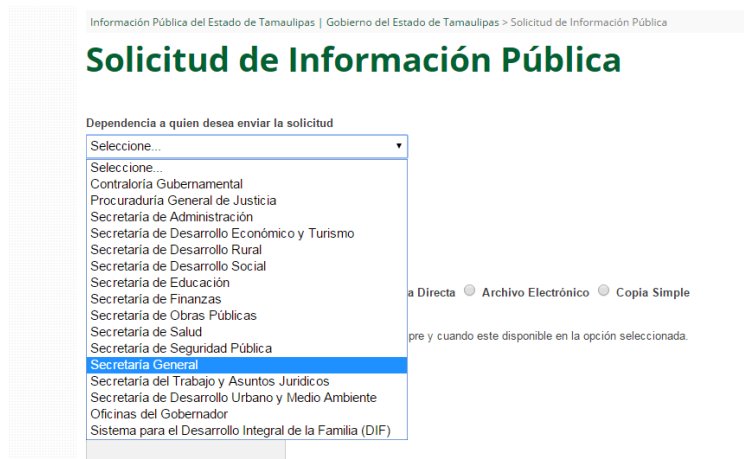 Información Pública del Estado de Tamaulipas | Gobierno del Estado de Tamaulipas > Solicitud de Información Pública
Solicitud de Información Pública
Dependencia a quien desea enviar la solicitud
Seleccione...
Seleccione...
Contraloría Gubernamental
Procuraduría General de Justicia
Secretaría de Administración
Secretaría de Desarrollo Económico y Turismo
Secretaría de Desarrollo Rural
Secretaría de Desarrollo Social
Secretaría de Educación
Secretaría de Finanzas
a Directa Archivo Electrónico Copia Simple
Secretaría de Obras Públicas
Secretaría de Salud
pre y cuando este disponible en la opción seleccionada.
Secretaría de Seguridad Pública
Secretaría General
Secretaría del Trabajo y Asuntos Juridicos
Secretaría de Desarrollo Urbano y Medio Ambiente
Oficinas del Gobernador
Sistema para el Desarrollo Integral de la Familia (DIF)